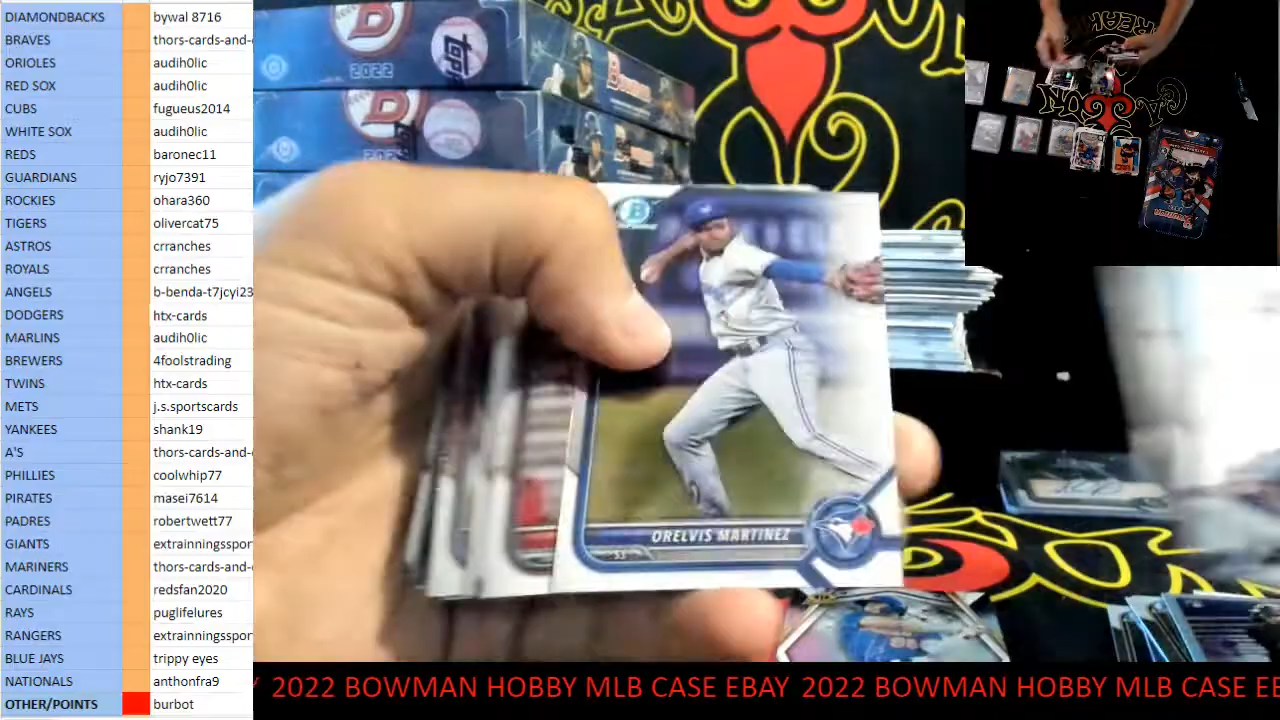 DIAMONDBACKS bywal 8716
BRAVES thors-cards-and-
ORIOLES audih0lic
RED SOX audih0lic
CUBS fugueus2014
WHITE SOX audih0lic
REDS baronec11
GUARDIANS ryjo7391
ROCKIES ohara360
TIGERS olivercat75
ASTROS crranches
ROYALS crranches
ANGELS b-benda-t7jcyi23
DODGERS htx-cards
MARLINS audih0lic
BREWERS 4foolstrading
TWINS htx-cards
METS j.s.sportscards
YANKEES shank19
A'S thors-cards-and-
PHILLIES coolwhip77
PIRATES masei7614
PADRES robertwett77
GIANTS extrainningsspor
MARINERS thors-cards-and-
CARDINALS redsfan2020
RAYS puglifelures
RANGERS extrainningsspor
BLUE JAYS trippy eyes
NATIONALS anthonfra9
OTHER/POINTS burbot
B
2022
topps
Bowman
B
2022
ORELVIS MARTINEZ
SS
2022 BOWMAN HOBBY MLB CASE EBAY 2022 BOWMAN HOBBY MLB CASE